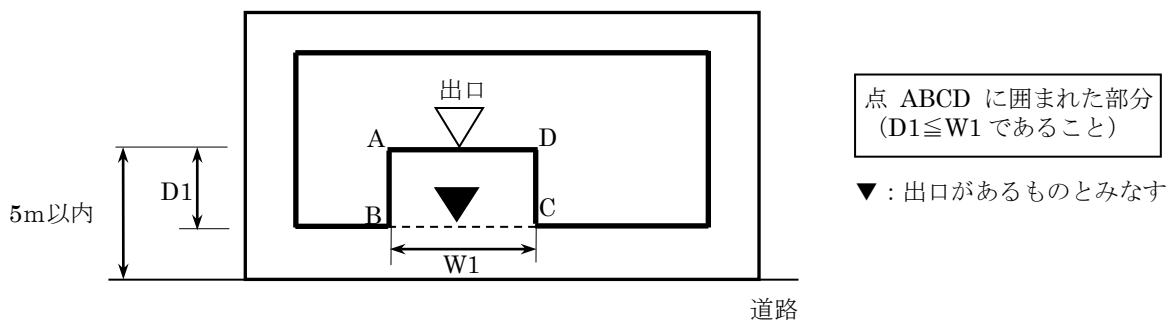 出口
A
D
D1
5m以内
B
C
W1
道路
点 ABCD に囲まれた部分
（D1≦W1 であること）
▼：出口があるものとみなす